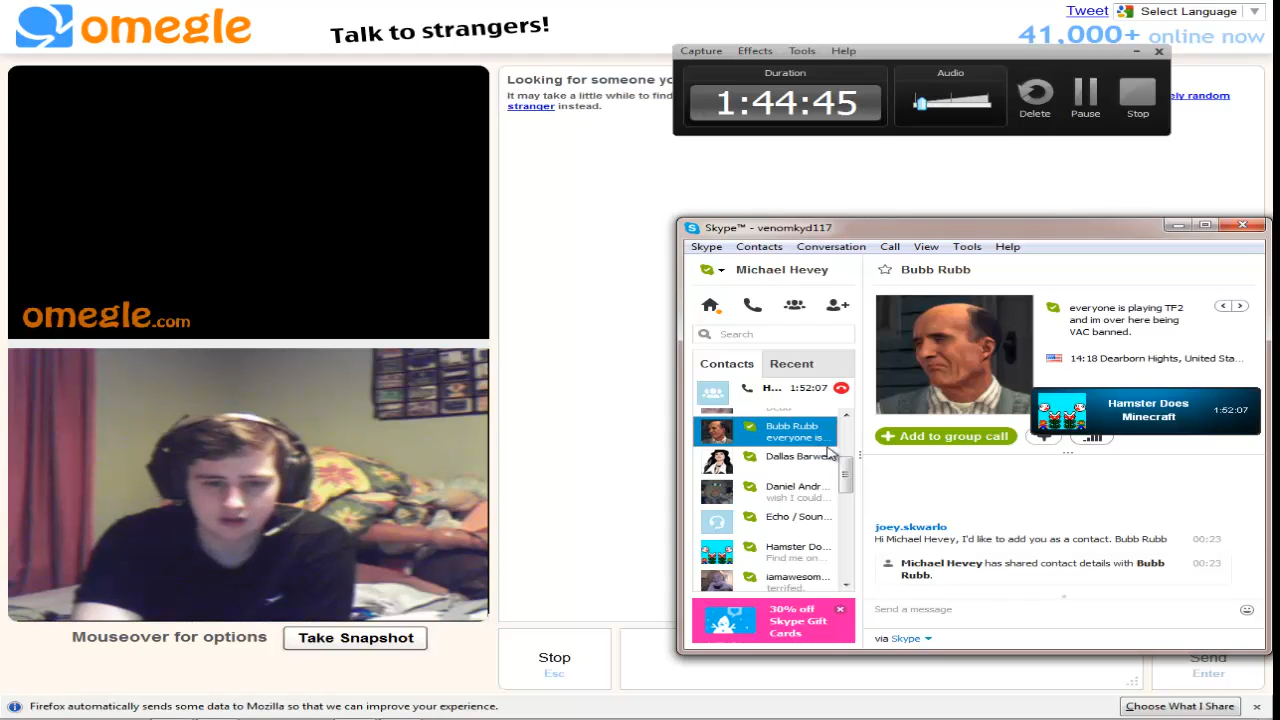 omegle
Talk to strangers!
Tweet
Select Language
41,000+ online now
Looking for someone yo
It may take a little while to find
ely random
stranger instead.
Capture Effects Tools Help
Duration
1:44:45
Audio
Delete
Pause
Stop
omegle.com
Skype™ - venomkyd117
Skype Contacts Conversation Call View Tools Help
Michael Hevey
Search
Contacts
Recent
H... 1:52:07
Bubb Rubb
everyone is...
Dallas Barwe
Daniel Andr...
wish I could...
Echo / Soun...
Hamster Do...
Find me on...
iamawesom...
terrifed.
30% off
Skype Gift
Cards
Bubb Rubb
everyone is playing TF2
and im over here being
VAC banned.
14:18 Dearborn Hights, United Sta...
Hamster Does
Minecraft
1:52:07
Add to group call
joey.skwarlo
Hi Michael Hevey, I'd like to add you as a contact. Bubb Rubb 00:23
Michael Hevey has shared contact details with Bubb
Rubb.
00:23
Send a message
via Skype
Mouseover for options
Take Snapshot
Stop
Esc
Send
Enter
Firefox automatically sends some data to Mozilla so that we can improve your experience.
Choose What I Share